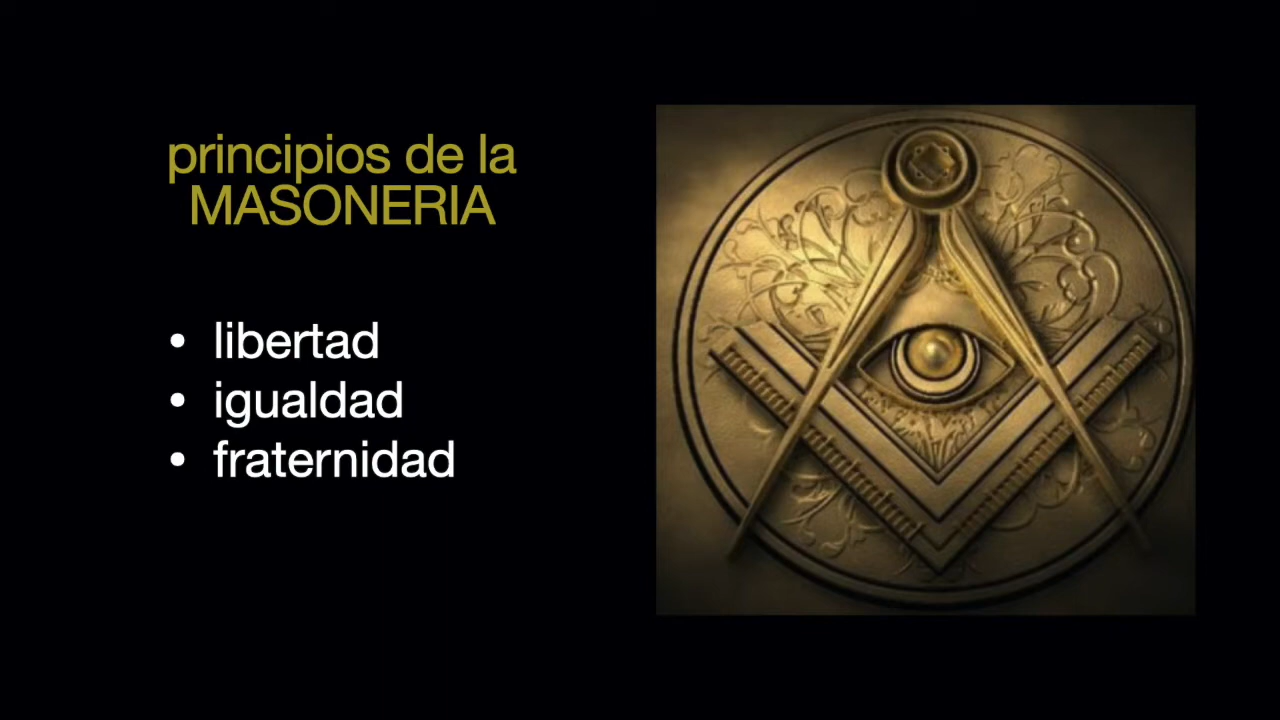 principios de la
MASONERIA
• libertad
• igualdad
• fraternidad